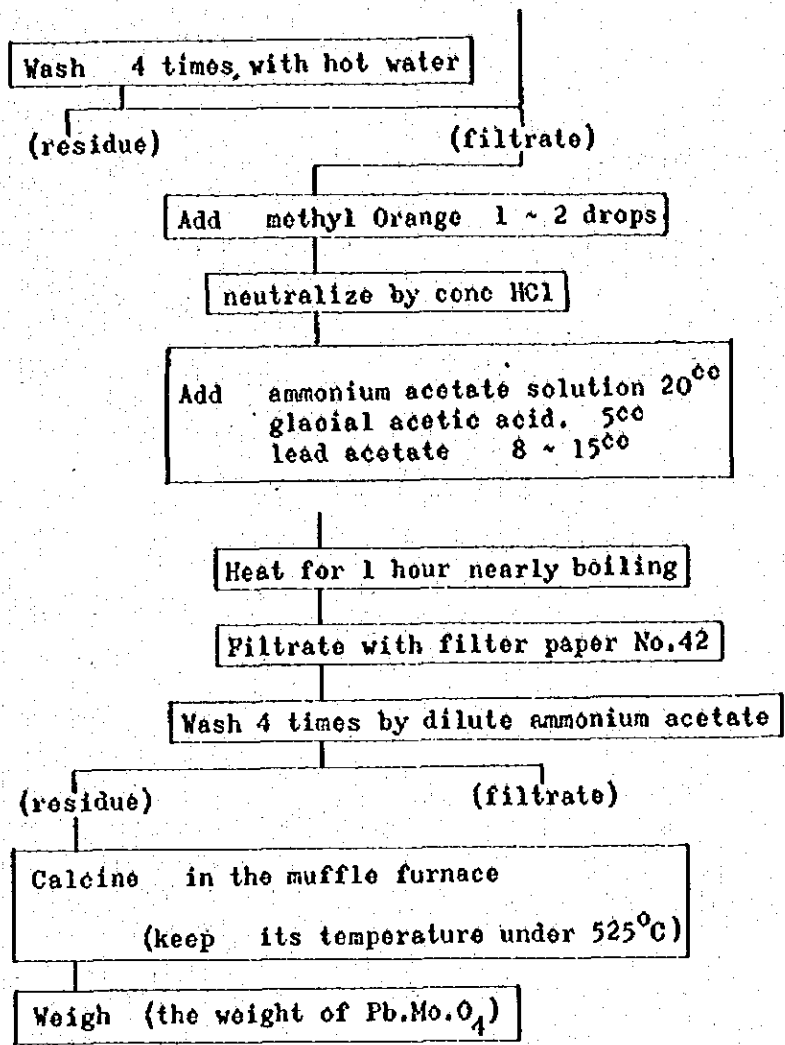 Wash 4 times, with hot water
(residue) (filtrate)
Add methyl Orange 1 ~ 2 drops
neutralize by conc HCl
Add ammonium acetate solution 20cc
glacial acetic acid. 5cc
lead acetate 8 ~ 15cc
Heat for 1 hour nearly boiling
Filtrate with filter paper No.42
Wash 4 times by dilute ammonium acetate
(residue) (filtrate)
Calcine in the muffle furnace
(keep its temperature under 525°C)
Weigh (the weight of Pb.Mo.O4)